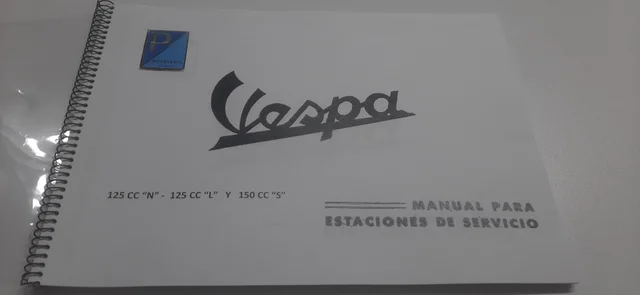 P
Vespa
125 CC "N" - 125 CC "L" Y 150 CC "S"
MANUAL PARA
ESTACIONES DE SERVICIO